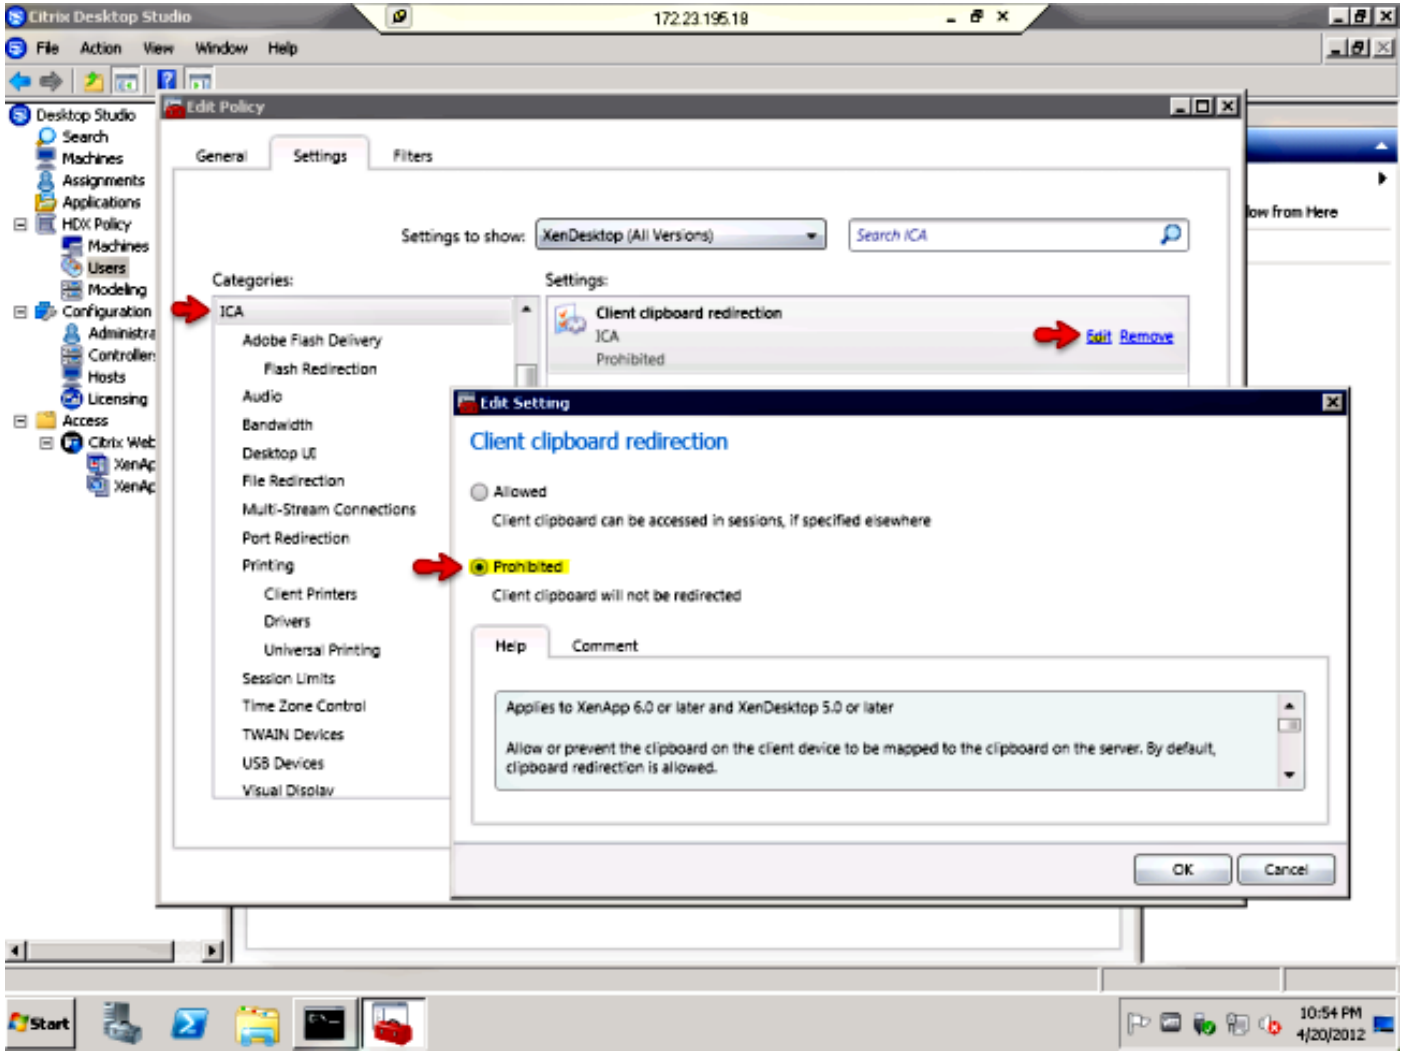 Citrix Desktop Studio
172.23.195.18
File Action View Window Help
Desktop Studio
Search
Machines
Assignments
Applications
HDX Policy
Machines
Users
Modeling
Configuration
Administra
Controller
Hosts
Licensing
Access
Citrix Web
XenAp
XenAp
Edit Policy
General Settings Filters
Settings to show: XenDesktop (All Versions) Search ICA
Categories:
ICA
Adobe Flash Delivery
Flash Redirection
Audio
Bandwidth
Desktop UI
File Redirection
Multi-Stream Connections
Port Redirection
Printing
Client Printers
Drivers
Universal Printing
Session Limits
Time Zone Control
TWAIN Devices
USB Devices
Visual Display
Settings:
Client clipboard redirection
ICA
Prohibited
Edit Remove
low from Here
Edit Setting
Client clipboard redirection
Allowed
Client clipboard can be accessed in sessions, if specified elsewhere
Prohibited
Client clipboard will not be redirected
Help Comment
Applies to XenApp 6.0 or later and XenDesktop 5.0 or later
Allow or prevent the clipboard on the client device to be mapped to the clipboard on the server. By default,
clipboard redirection is allowed.
OK Cancel
Start
10:54 PM
4/20/2012